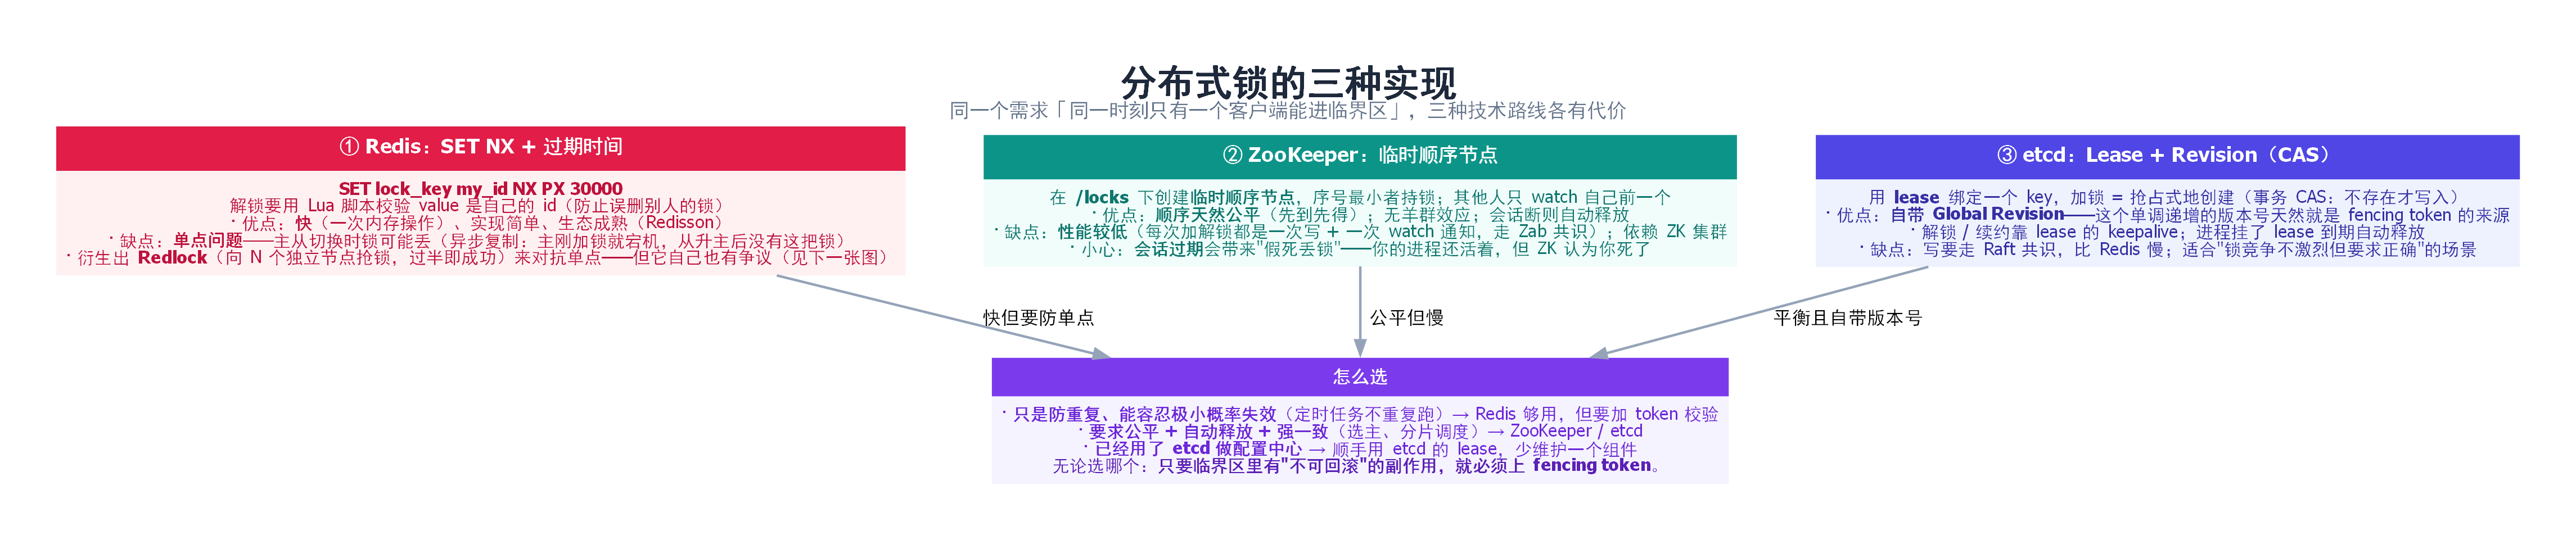 分布式锁的三种实现
同一个需求「同一时刻只有一个客户端能进临界区」，三种技术路线各有代价
① Redis：SET NX + 过期时间
SET lock_key my_id NX PX 30000
解锁要用 Lua 脚本校验 value 是自己的 id（防止误删别人的锁）
· 优点：快（一次内存操作）、实现简单、生态成熟（Redisson）
· 缺点：单点问题——主从切换时锁可能丢（异步复制：主刚加锁就宕机，从升主后没有这把锁）
· 衍生出 Redlock（向 N 个独立节点抢锁，过半即成功）来对抗单点——但它自己也有争议（见下一张图）
② ZooKeeper：临时顺序节点
在 /locks 下创建临时顺序节点，序号最小者持锁；其他人只 watch 自己前一个
· 优点：顺序天然公平（先到先得）；无羊群效应；会话断则自动释放
· 缺点：性能较低（每次加解锁都是一次写 + 一次 watch 通知，走 Zab 共识）；依赖 ZK 集群
· 小心：会话过期会带来"假死丢锁"——你的进程还活着，但 ZK 认为你死了
③ etcd：Lease + Revision（CAS）
用 lease 绑定一个 key，加锁 = 抢占式地创建（事务 CAS：不存在才写入）
· 优点：自带 Global Revision——这个单调递增的版本号天然就是 fencing token 的来源
· 解锁 / 续约靠 lease 的 keepalive；进程挂了 lease 到期自动释放
· 缺点：写要走 Raft 共识，比 Redis 慢；适合"锁竞争不激烈但要求正确"的场景
快但要防单点
公平但慢
平衡且自带版本号
怎么选
· 只是防重复、能容忍极小概率失效（定时任务不重复跑）→ Redis 够用，但要加 token 校验
· 要求公平 + 自动释放 + 强一致（选主、分片调度）→ ZooKeeper / etcd
· 已经用了 etcd 做配置中心 → 顺手用 etcd 的 lease，少维护一个组件
无论选哪个：只要临界区里有"不可回滚"的副作用，就必须上 fencing token。